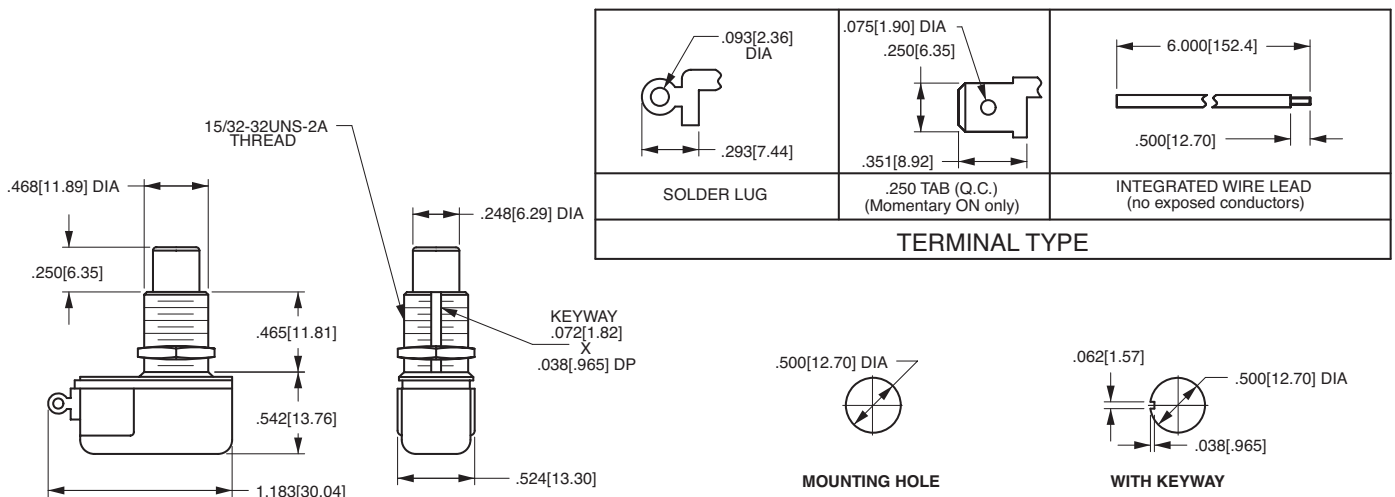 .093[2.36]
DIA
.293[7.44]
SOLDER LUG
.075[1.90] DIA
.250[6.35]
.351[8.92]
.250 TAB (Q.C.)
(Momentary ON only)
6.000[152.4]
.500[12.70]
INTEGRATED WIRE LEAD
(no exposed conductors)
TERMINAL TYPE
15/32-32UNS-2A
THREAD
.468[11.89] DIA
.250[6.35]
.465[11.81]
.542[13.76]
1.183[30.04]
.248[6.29] DIA
KEYWAY
.072[1.82]
X
.038[.965] DP
.524[13.30]
.500[12.70] DIA
MOUNTING HOLE
.062[1.57]
.500[12.70] DIA
.038[.965]
WITH KEYWAY